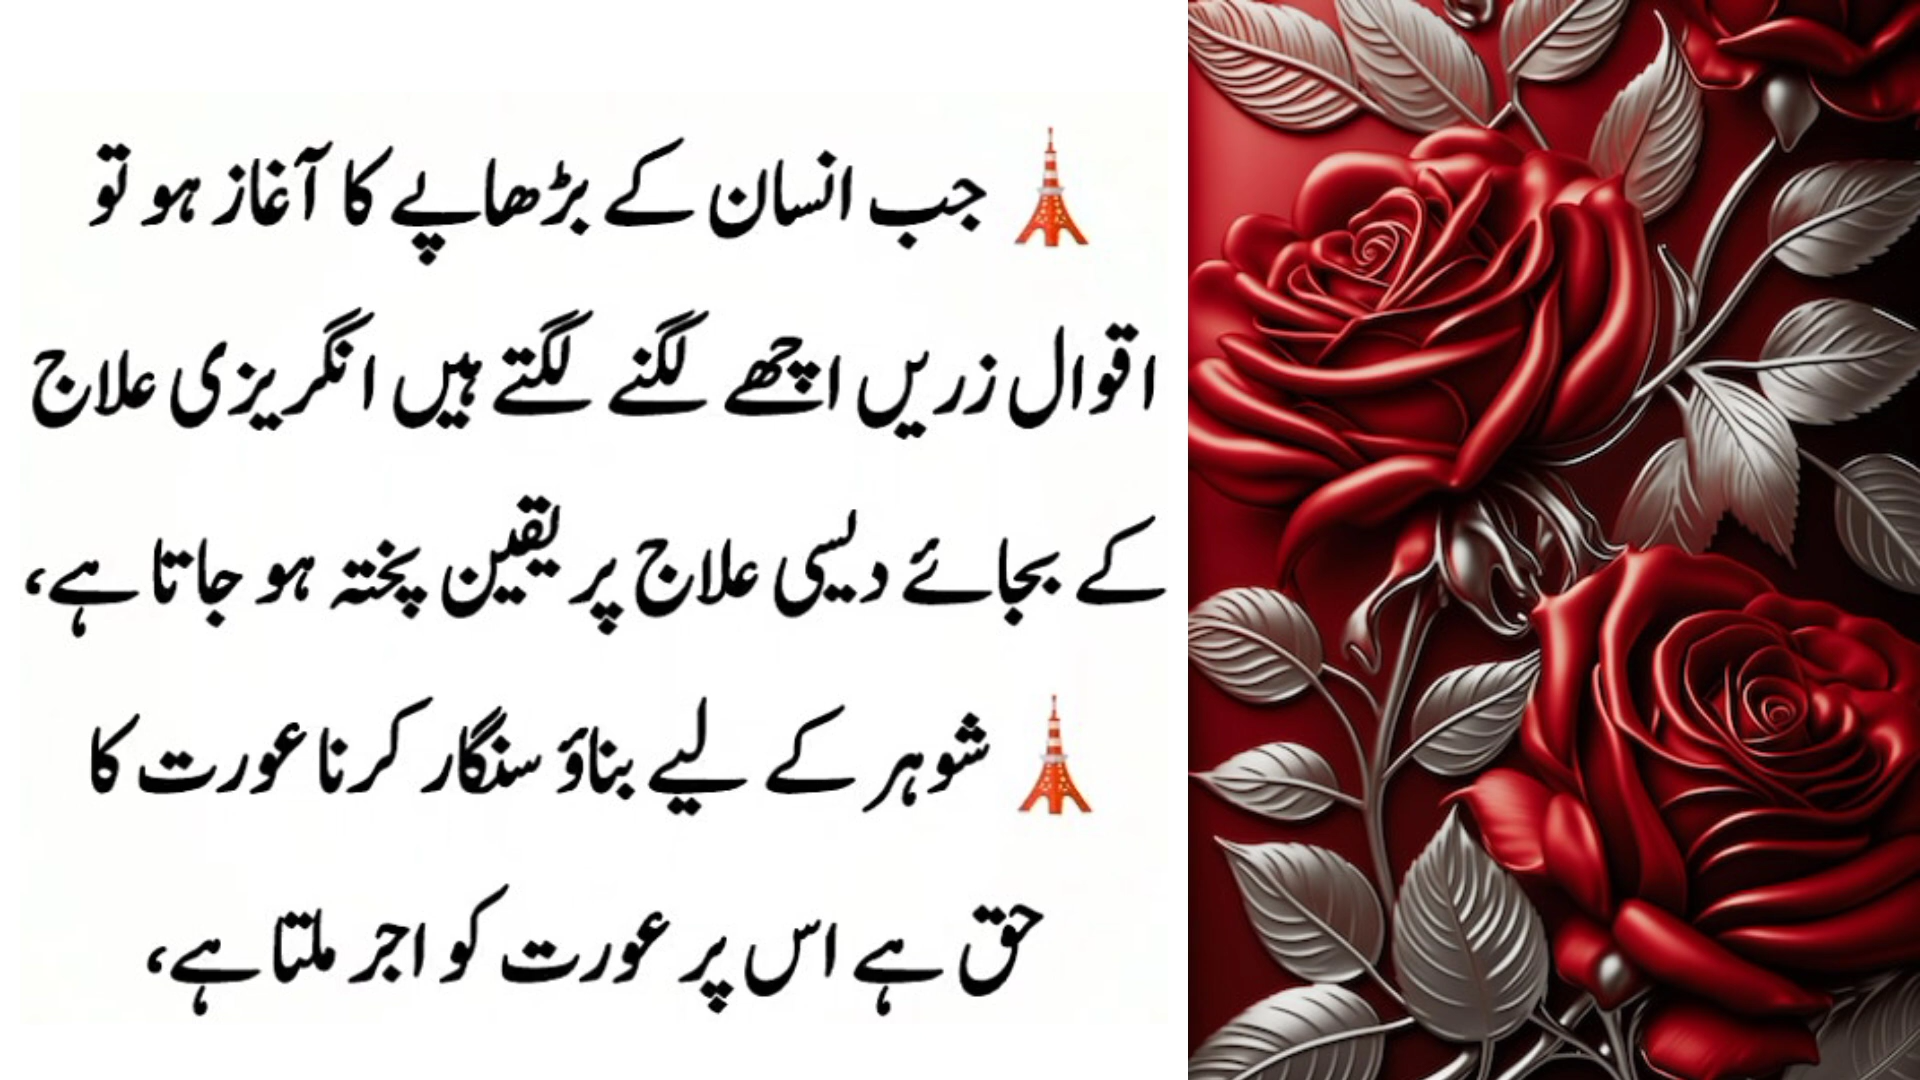 🗼 جب انسان کے بڑھاپے کا آغاز ہو تو
اقوال زریں اچھے لگنے لگتے ہیں انگریزی علاج
کے بجائے دیسی علاج پر یقین پختہ ہو جاتا ہے،
🗼 شوہر کے لیے بناؤ سنگار کرنا عورت کا
حق ہے اس پر عورت کو اجر ملتا ہے،